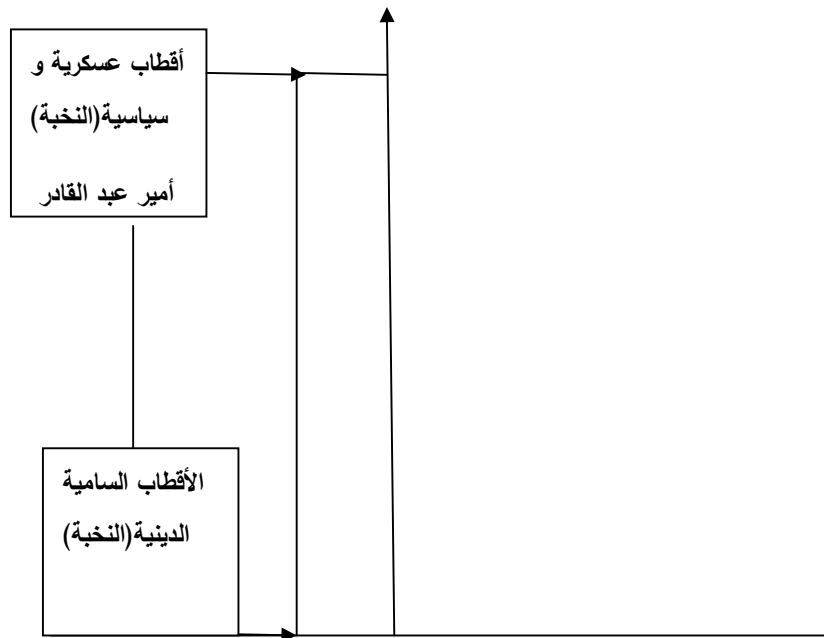 أقطاب عسكرية و
سياسية(النخبة)
أمير عبد القادر
الأقطاب السامية
الدينية(النخبة)